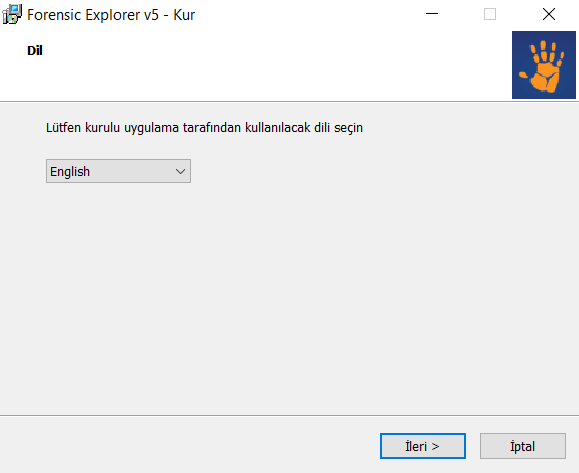 Forensic Explorer v5 - Kur
Dil
Lütfen kurulu uygulama tarafından kullanılacak dili seçin
English
İleri >
İptal